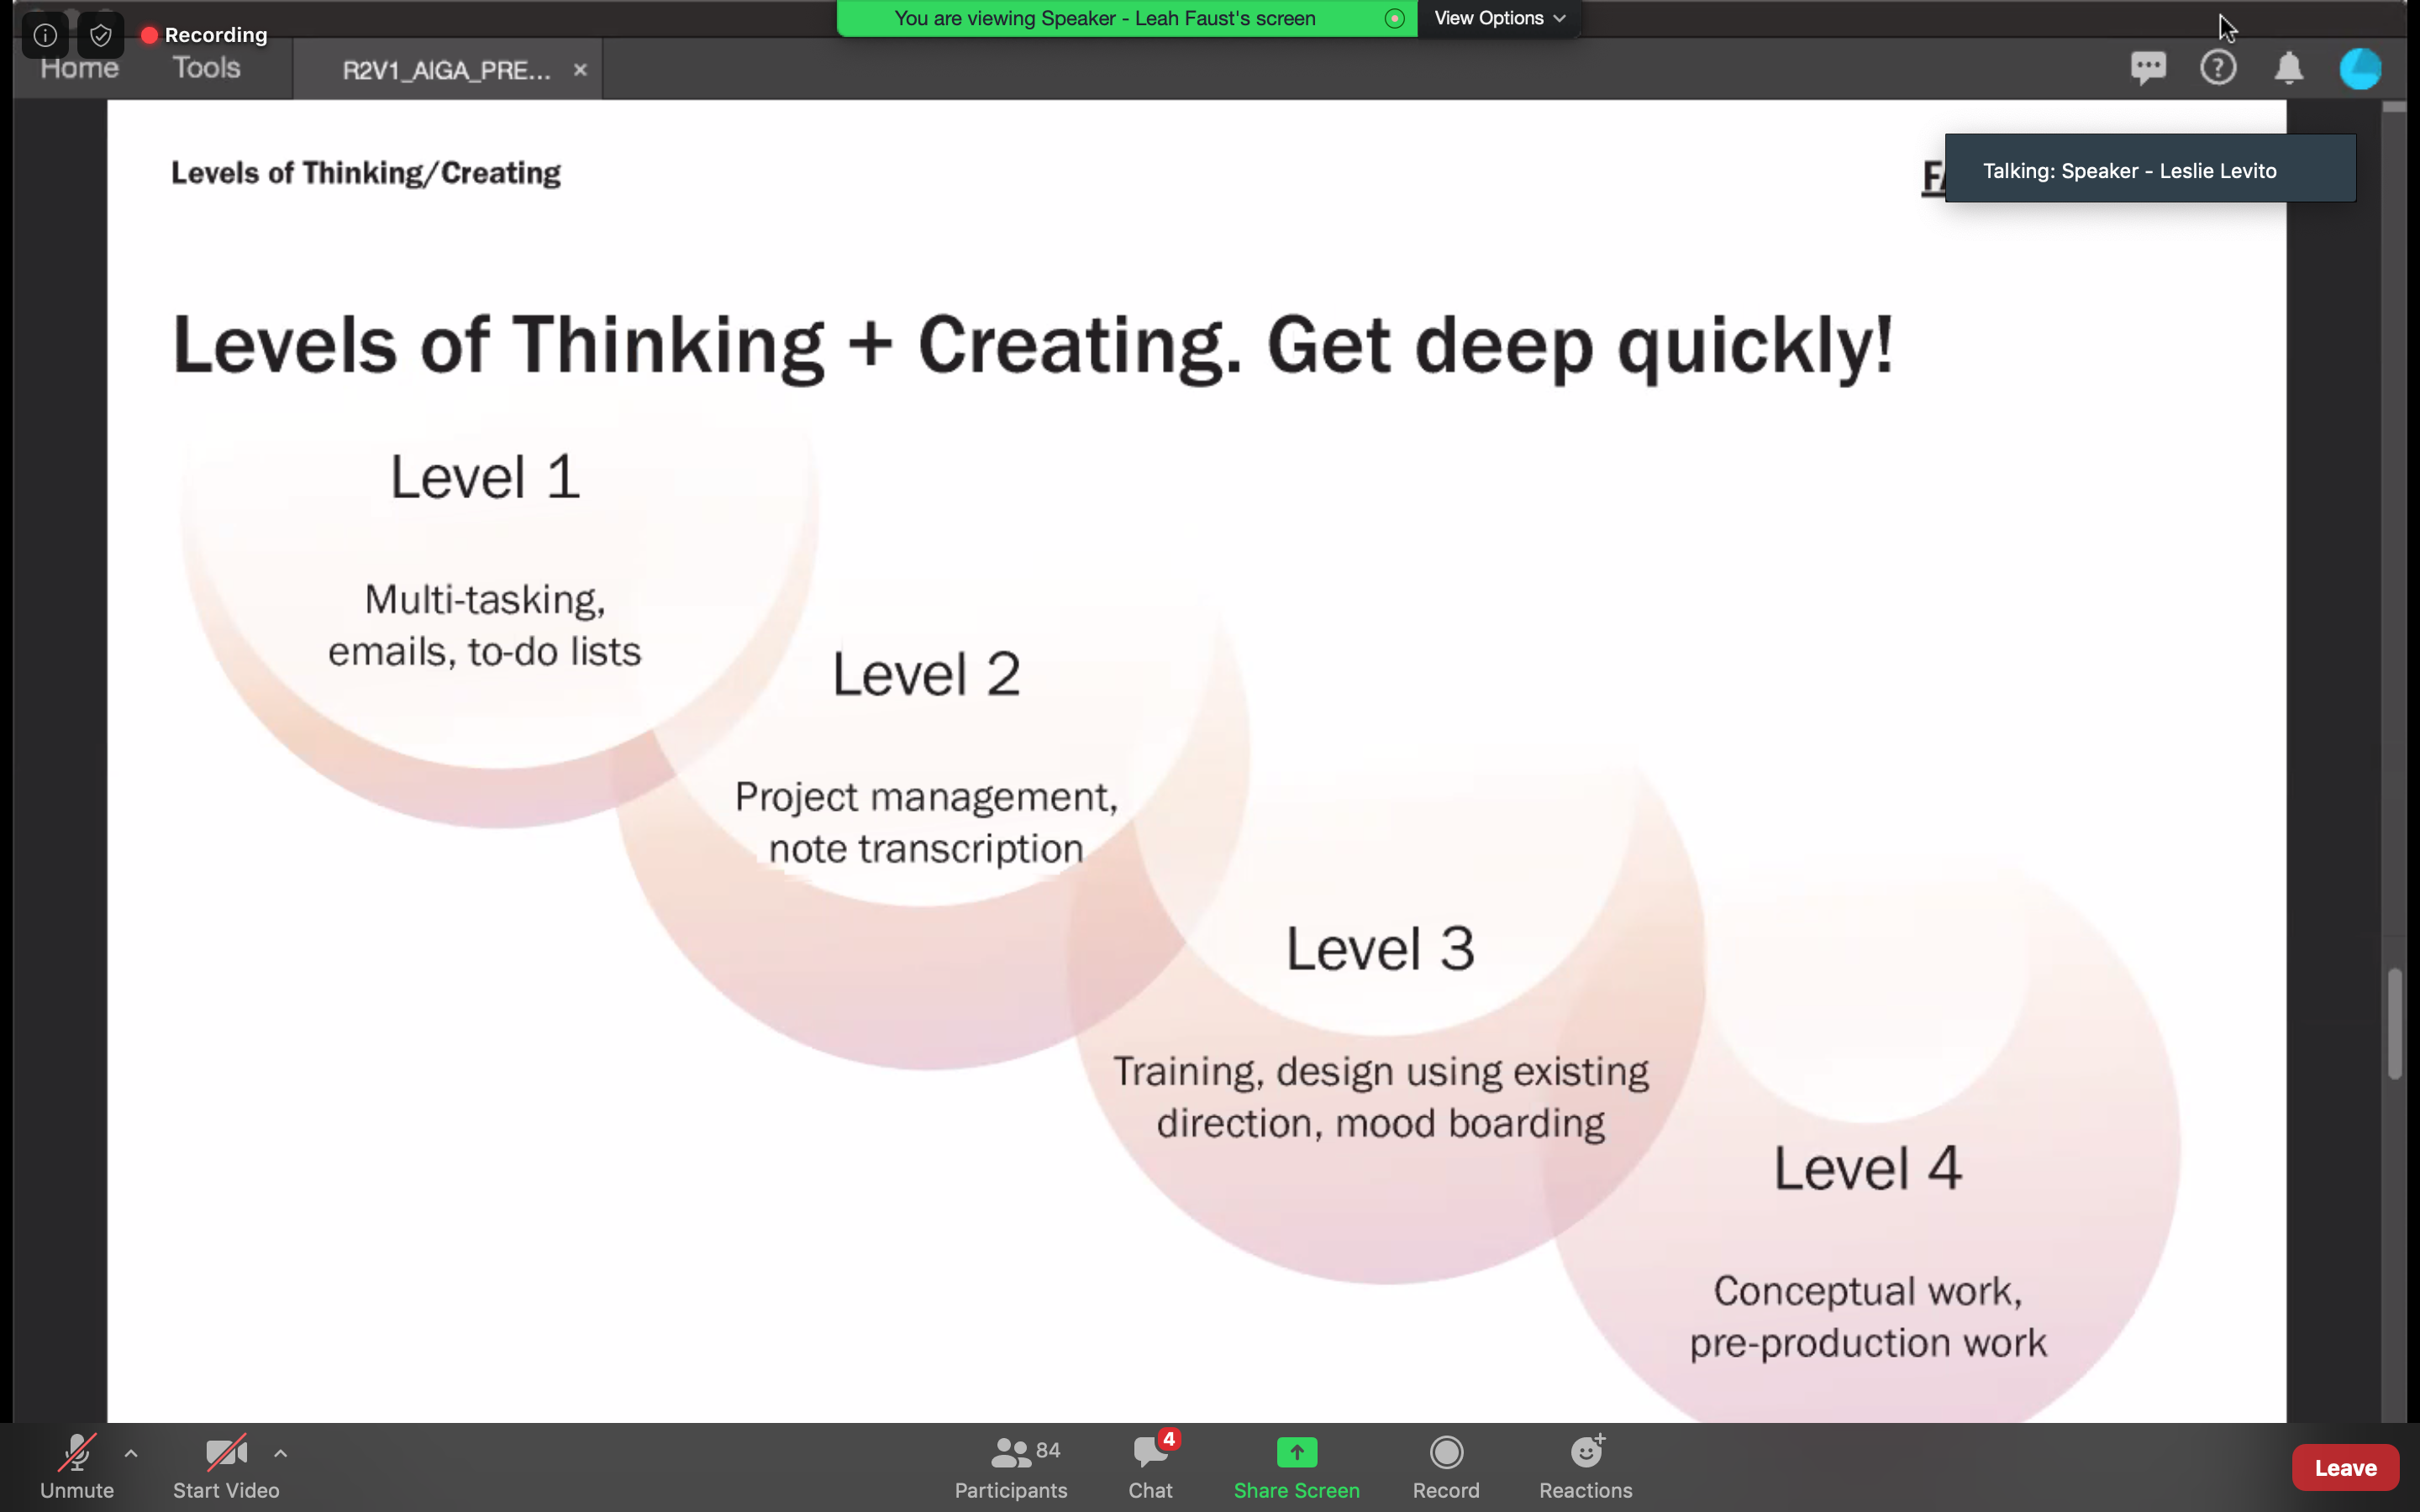 You are viewing Speaker - Leah Faust's screen
View Options
Recording
Home
Tools
R2V1_AIGA_PRE...
Levels of Thinking/Creating
Talking: Speaker - Leslie Levito
Levels of Thinking + Creating. Get deep quickly!
Level 1
Multi-tasking,
emails, to-do lists
Level 2
Project management,
note transcription
Level 3
Training, design using existing
direction, mood boarding
Level 4
Conceptual work,
pre-production work
Unmute
Start Video
84
Participants
4
Chat
Share Screen
Record
Reactions
Leave